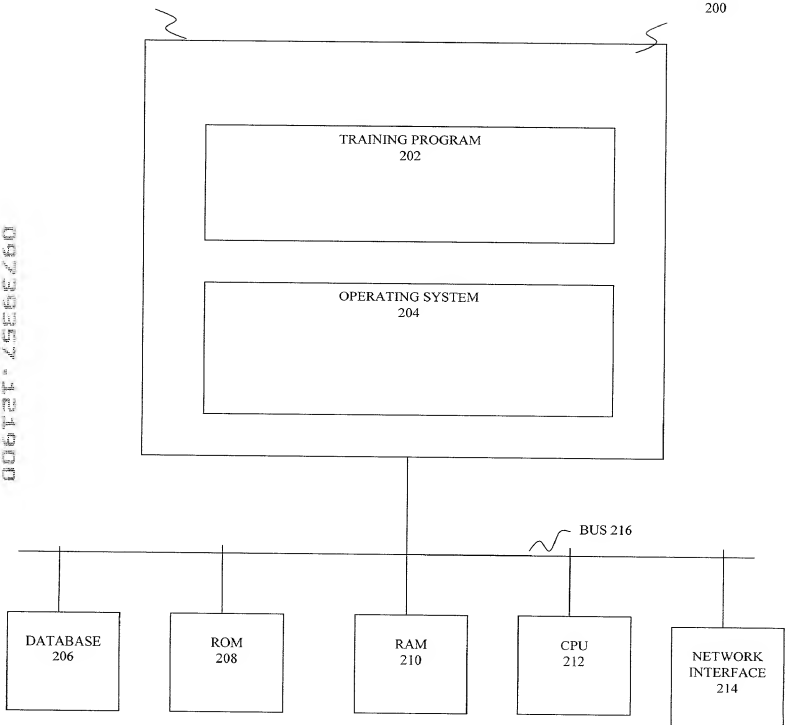 200
TRAINING PROGRAM
202
OPERATING SYSTEM
204
BUS 216
DATABASE
206
ROM
208
RAM
210
CPU
212
NETWORK
INTERFACE
214